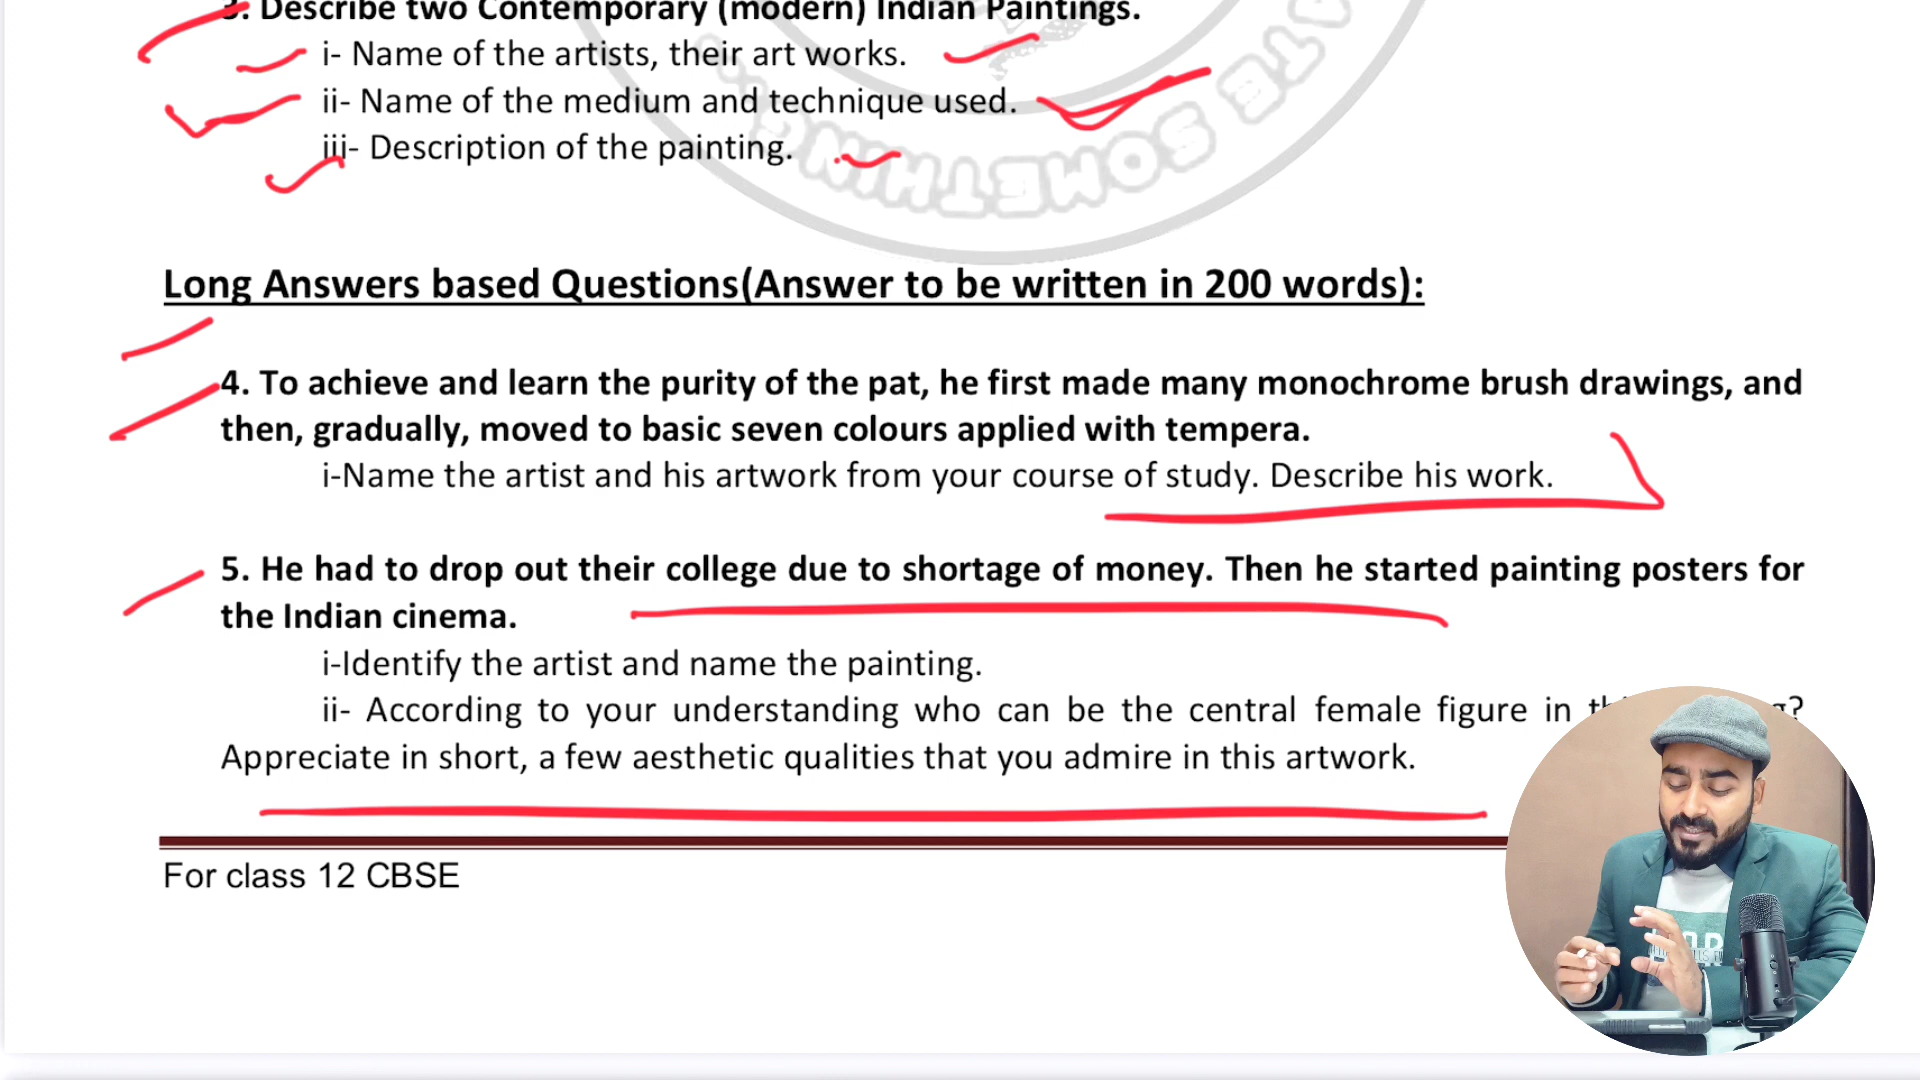 3. Describe two Contemporary (modern) Indian Paintings.
i- Name of the artists, their art works.
ii- Name of the medium and technique used.
iii- Description of the painting.
SOMETHING
Long Answers based Questions(Answer to be written in 200 words):
4. To achieve and learn the purity of the pat, he first made many monochrome brush drawings, and
then, gradually, moved to basic seven colours applied with tempera.
i-Name the artist and his artwork from your course of study. Describe his work.
5. He had to drop out their college due to shortage of money. Then he started painting posters for
the Indian cinema.
i-Identify the artist and name the painting.
ii- According to your understanding who can be the central female figure in
Appreciate in short, a few aesthetic qualities that you admire in this artwork.
For class 12 CBSE